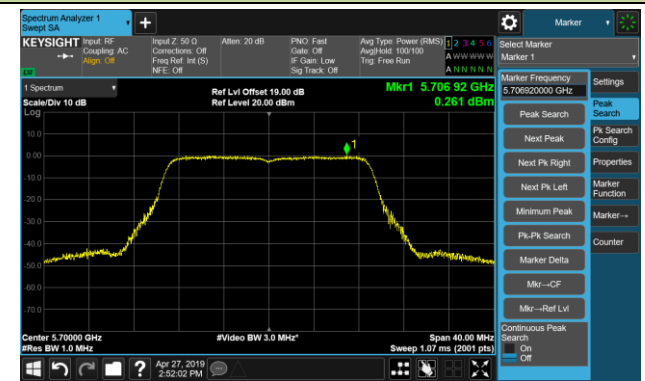 Spectrum Analyzer 1
Swept SA
Marker
KEYSIGHT
Input: RF
Coupling: AC
Align: Off
Input Z: 50 Ω
Corrections: Off
Freq Ref: Int (S)
NFE: Off
Atten: 20 dB
PNO: Fast
Gate: Off
IF Gain: Low
Sig Track: Off
Avg Type: Power (RMS)
Avg|Hold: 100/100
Trig: Free Run
1 2 3 4 5 6
A W W W W W
A N N N N N
Select Marker
Marker 1
LXI
1 Spectrum
Scale/Div 10 dB
Log
Ref Lvl Offset 19.00 dB
Ref Level 20.00 dBm
Mkr1 5.706 92 GHz
0.261 dBm
1
10.0
0.00
-10.0
-20.0
-30.0
-40.0
-50.0
-60.0
-70.0
Center 5.70000 GHz
#Res BW 1.0 MHz
#Video BW 3.0 MHz*
Span 40.00 MHz
Sweep 1.07 ms (2001 pts)
Marker Frequency
5.706920000 GHz
Peak Search
Next Peak
Next Pk Right
Next Pk Left
Minimum Peak
Pk-Pk Search
Marker Delta
Mkr→CF
Mkr→Ref Lvl
Continuous Peak
Search
On
Off
Settings
Peak
Search
Pk Search
Config
Properties
Marker
Function
Marker→
Counter
Apr 27, 2019
2:52:02 PM